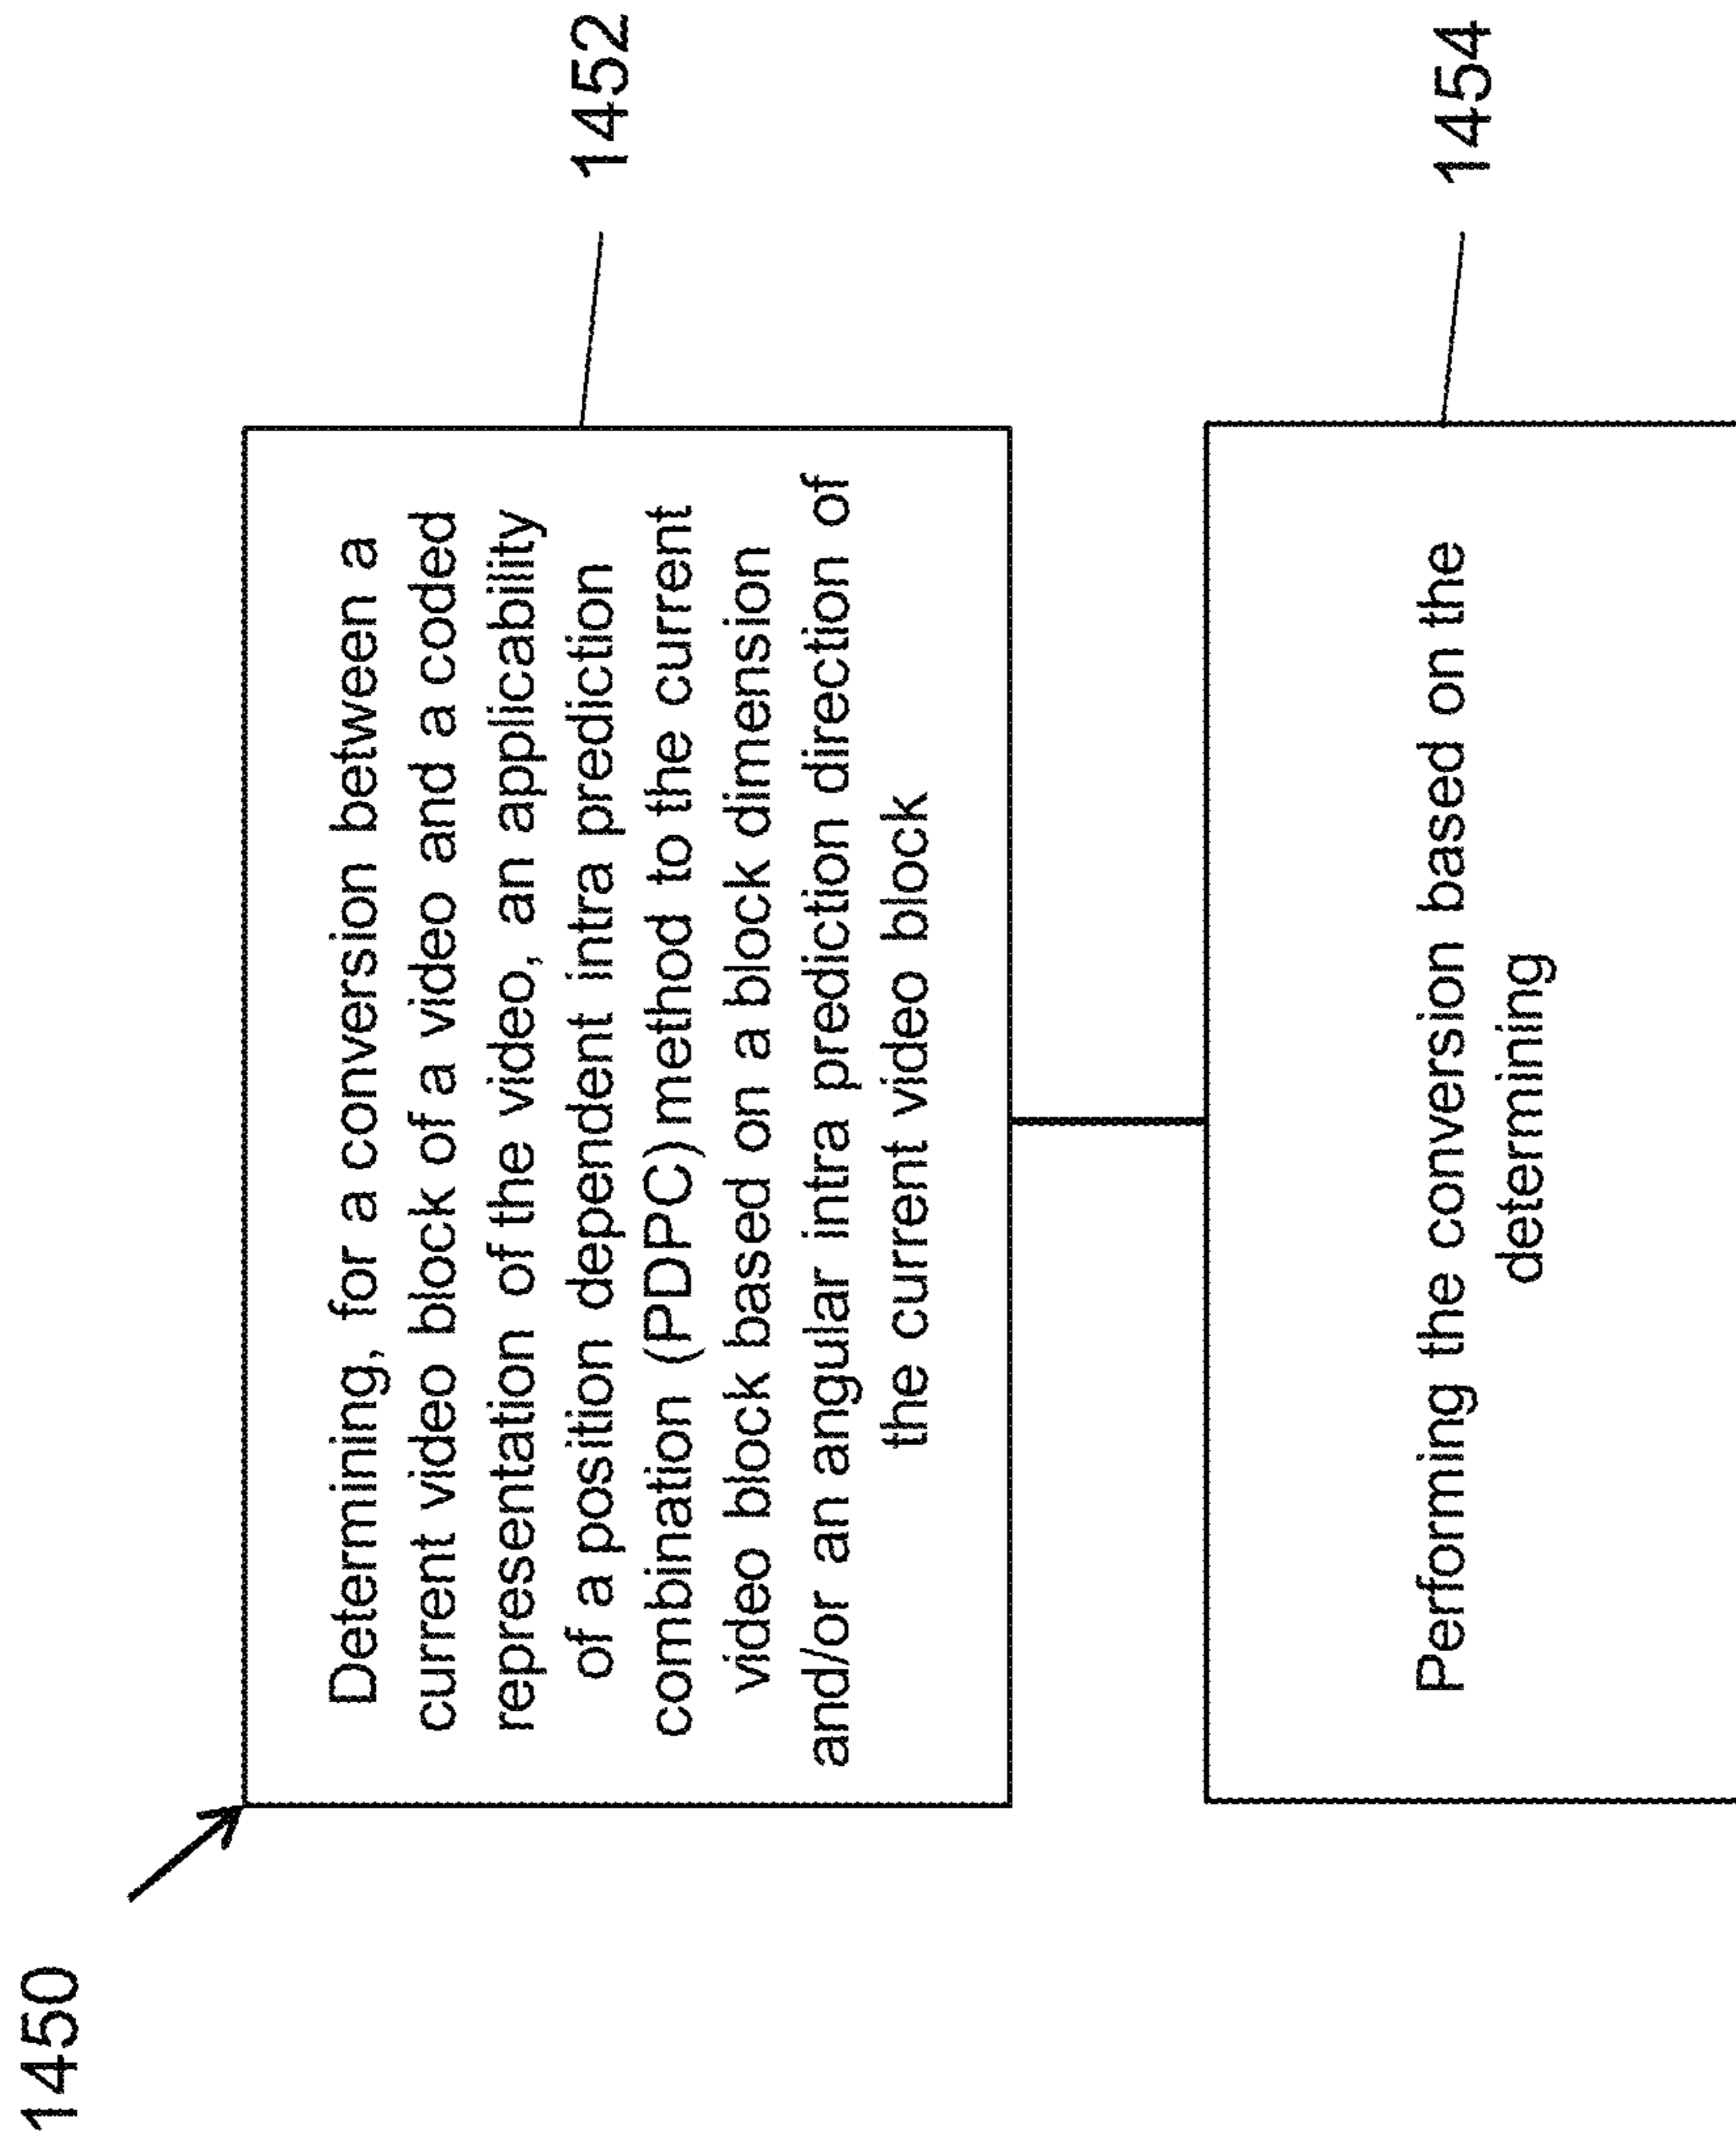 1450
Determining, for a conversion between a
current video block of a video and a coded
representation of the video, an applicability
of a position dependent intra prediction
combination (PDPC) method to the current
video block based on a block dimension
and/or an angular intra prediction direction of
the current video block
1452
Performing the conversion based on the
determining
1454